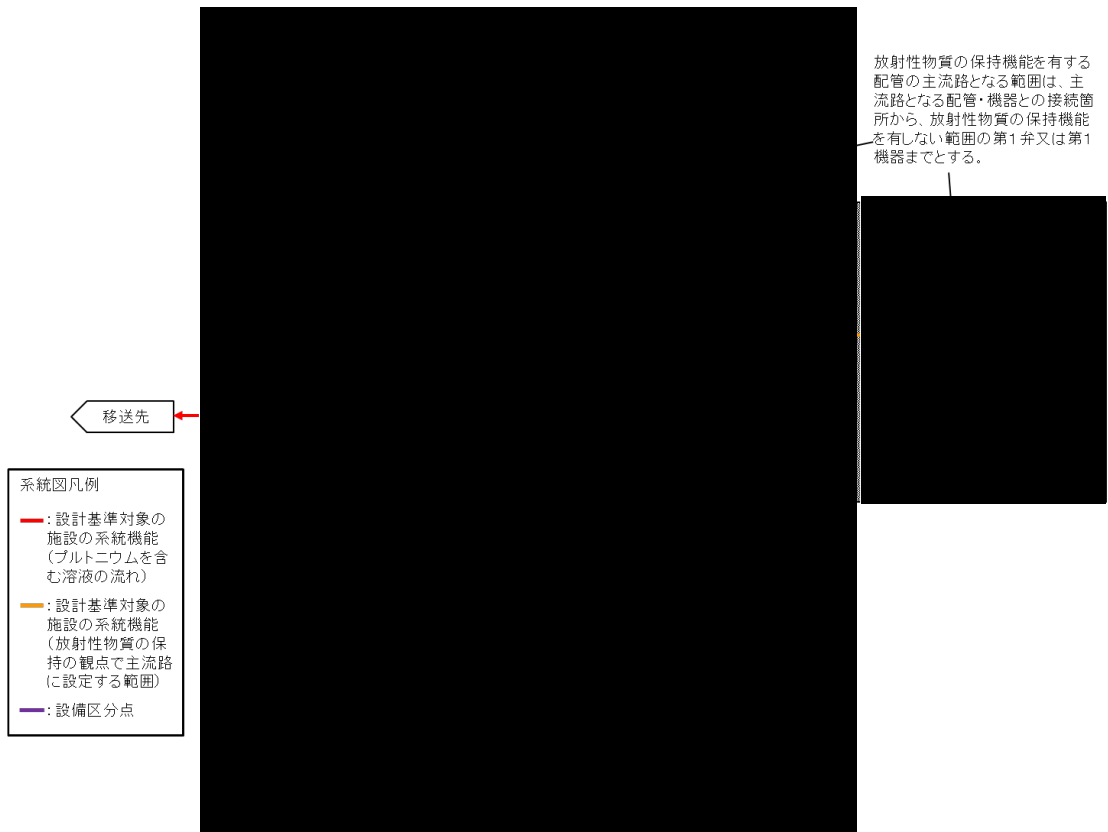 放射性物質の保持機能を有する
配管の主流路となる範囲は、主
流路となる配管・機器との接続箇
所から、放射性物質の保持機能
を有しない範囲の第1弁又は第1
機器までとする。
移送先
系統図凡例
：設計基準対象の
施設の系統機能
（プルトニウムを含
む溶液の流れ）
：設計基準対象の
施設の系統機能
（放射性物質の保
持の観点で主流路
に設定する範囲）
：設備区分点